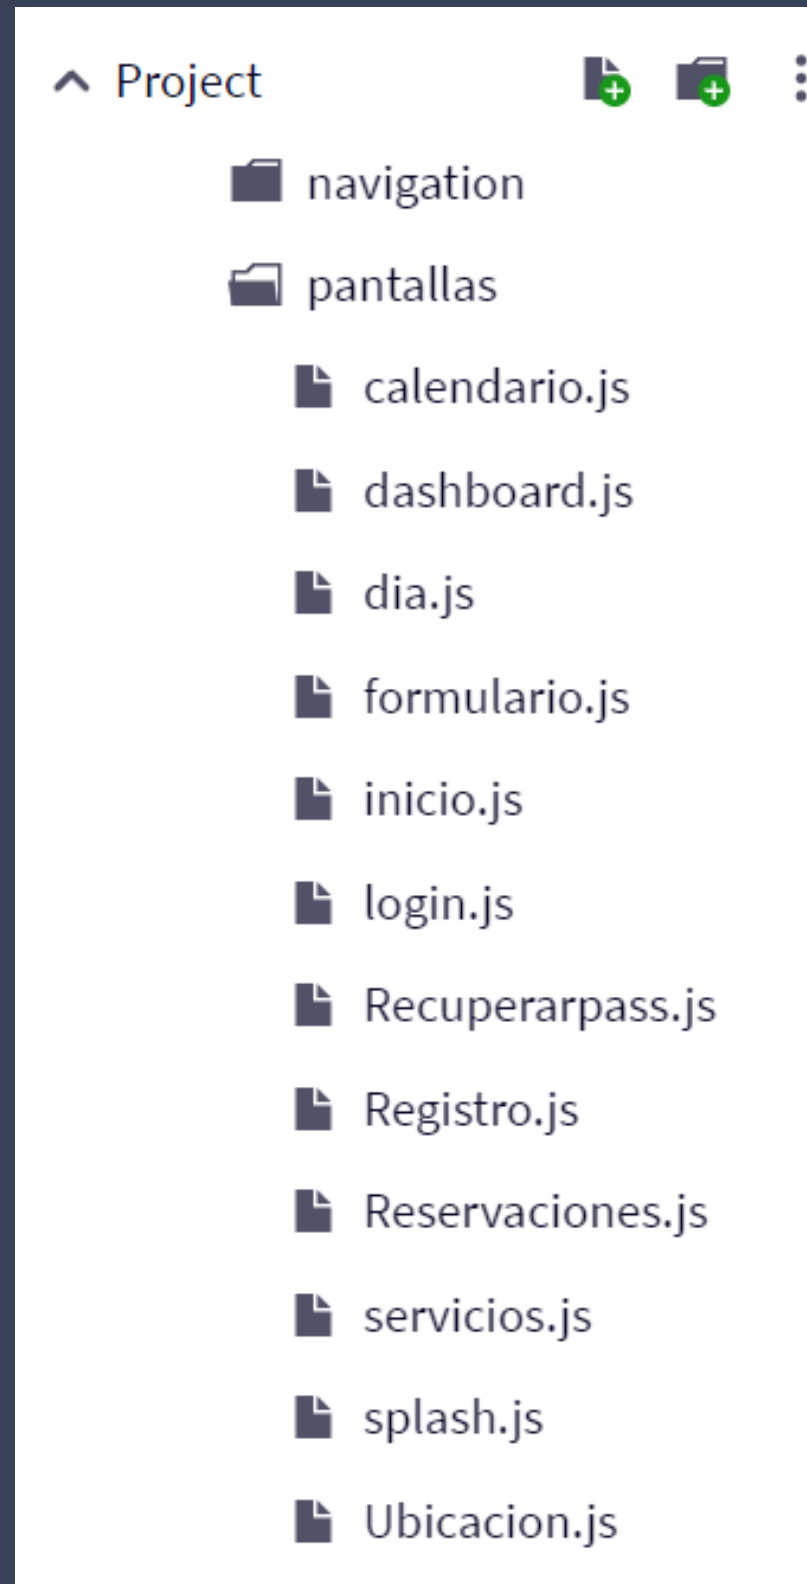 Project
navigation
pantallas
calendario.js
dashboard.js
dia.js
formulario.js
inicio.js
login.js
Recuperarpass.js
Registro.js
Reservaciones.js
servicios.js
splash.js
Ubicacion.js